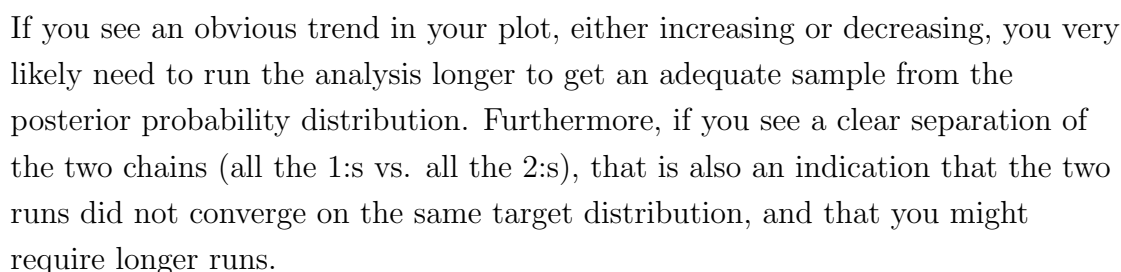 If you see an obvious trend in your plot, either increasing or decreasing, you very
likely need to run the analysis longer to get an adequate sample from the
posterior probability distribution. Furthermore, if you see a clear separation of
the two chains (all the 1:s vs. all the 2:s), that is also an indication that the two
runs did not converge on the same target distribution, and that you might
require longer runs.